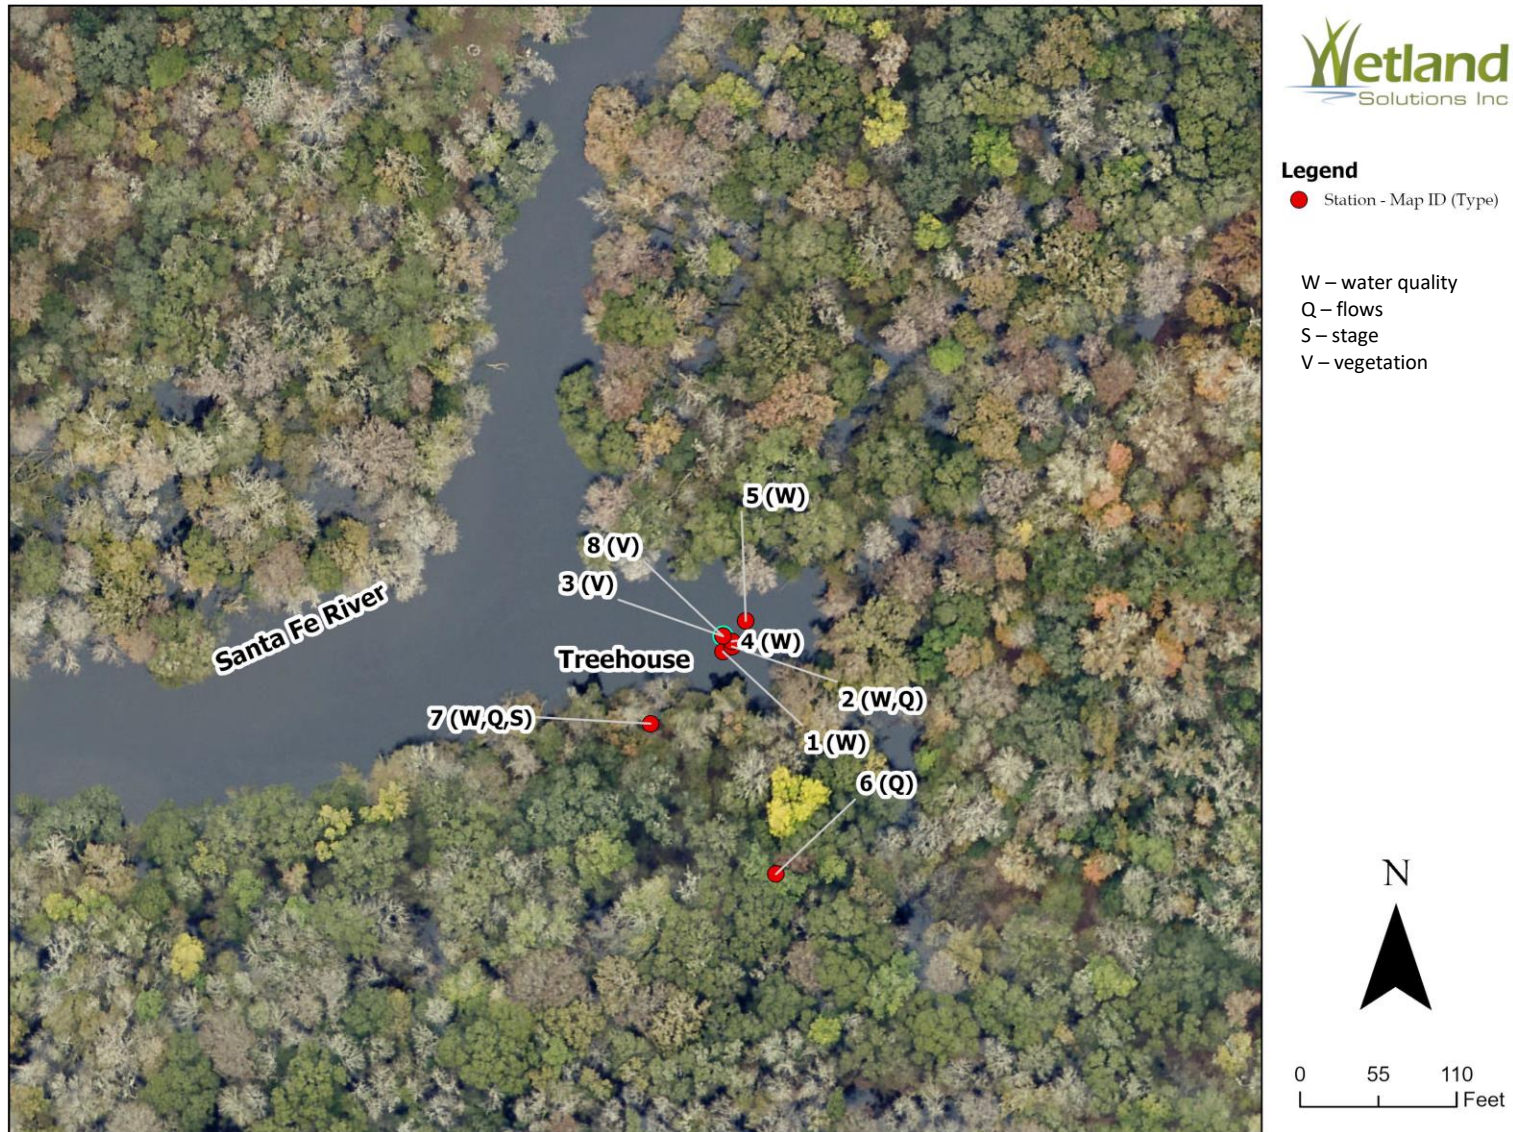 Wetland
Solutions Inc
Legend
Station - Map ID (Type)
W – water quality
Q – flows
S – stage
V – vegetation
5 (W)
8 (V)
3 (V)
Santa Fe River
4 (W)
Treehouse
2 (W,Q)
7 (W,Q,S)
1 (W)
6 (Q)
N
0 55 110
Feet